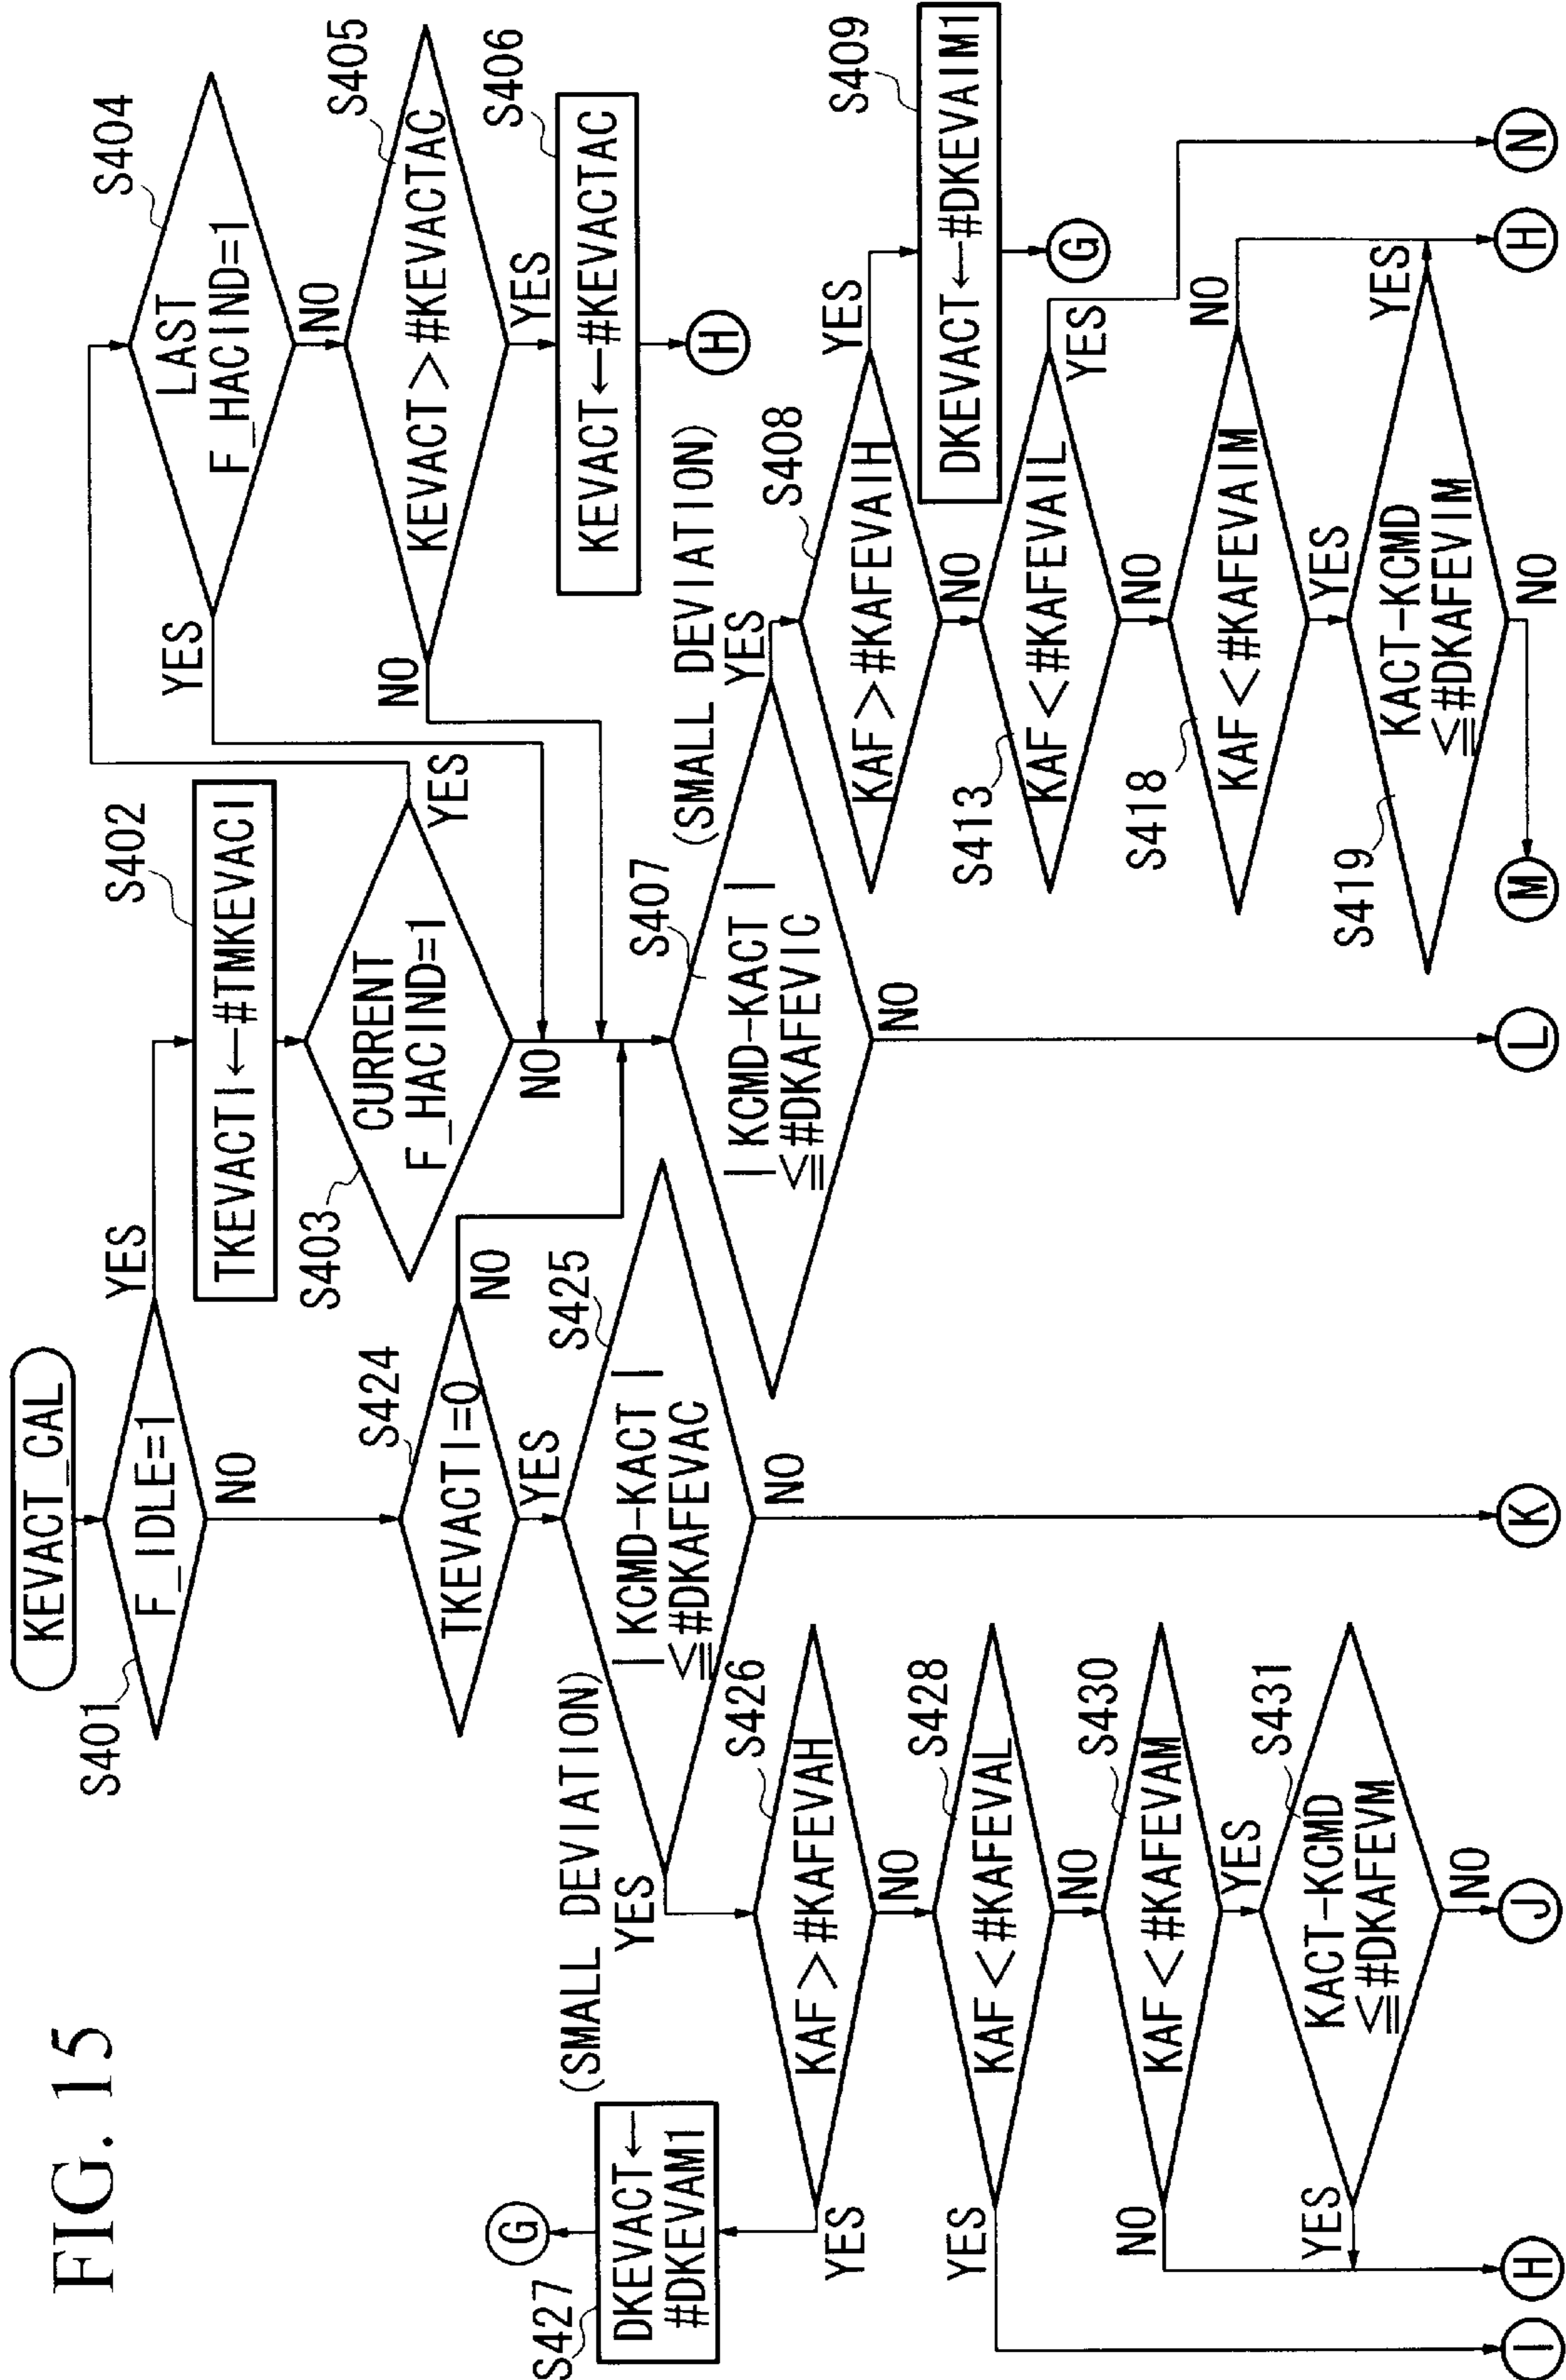 FIG. 15
KEVACT_CAL
S401
F_IDLE=1
YES
NO
S402
TKEVACTI←#TMKEVACI
S403
CURRENT
F_HACIND=1
YES
NO
S404
LAST
F_HACIND=1
YES
NO
S405
KEVACT>#KEVACTAC
NO
YES
S406
KEVACT←#KEVACTAC
H
S424
TKEVACTI=0
NO
YES
S425
|KCMD-KACT|
≦#DKAFEVAC
(SMALL DEVIATION)
YES
NO
K
S407
|KCMD-KACT|
≦#DKAFEVIC
(SMALL DEVIATION)
YES
NO
L
S408
KAF>#KAFEVAIH
YES
NO
S409
DKEVACT←#DKEVAIM1
G
S413
KAF<#KAFEVAIL
YES
NO
N
S418
KAF<#KAFEVAIM
NO
YES
H
S419
KACT-KCMD
≦#DKAFEVIM
YES
NO
M
S426
KAF>#KAFEVAH
YES
NO
S427
DKEVACT←
#DKEVAM1
G
S428
KAF<#KAFEVAL
YES
NO
I
S430
KAF<#KAFEVAM
NO
YES
H
S431
KACT-KCMD
≦#DKAFEVM
YES
NO
J